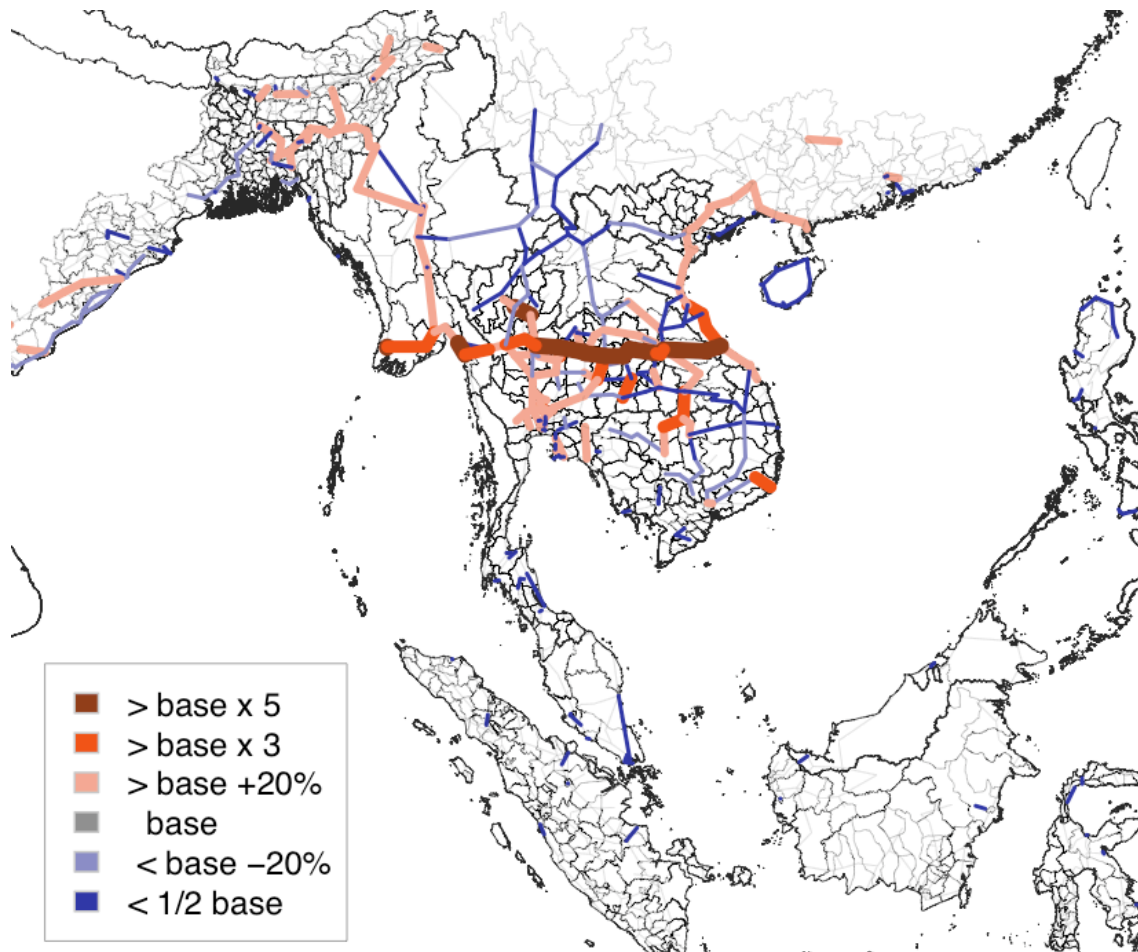 > base x 5
> base x 3
> base +20%
base
< base −20%
< 1/2 base